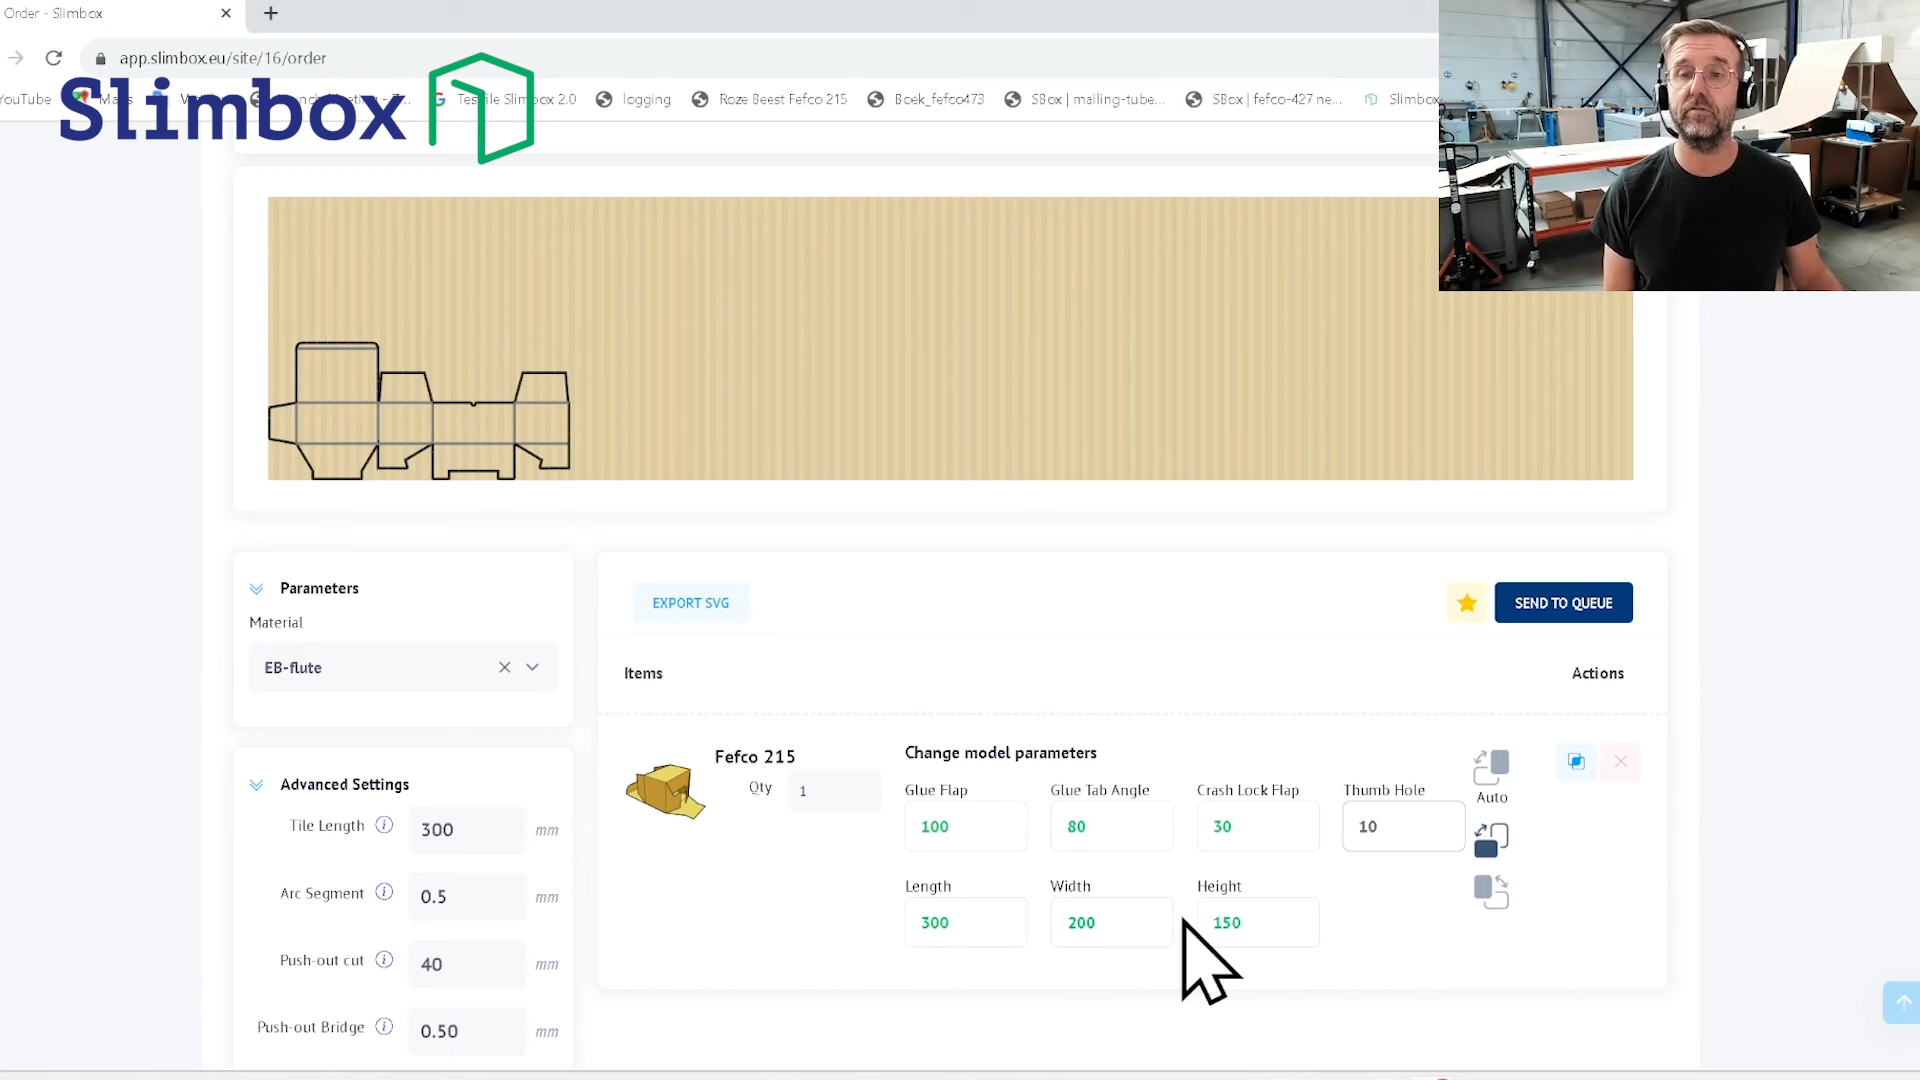 Order - Slimbox
app.slimbox.eu/site/16/order
YouTube
Slimbox
Testfile Slimbox 2.0
logging
Roze Beest Fefco 215
Boek_fefco473
SBox | mailing-tube...
SBox | fefco-427 ne...
Slimbox
Parameters
Material
EB-flute
Advanced Settings
Tile Length 300 mm
Arc Segment 0.5 mm
Push-out cut 40 mm
Push-out Bridge 0.50 mm
EXPORT SVG
SEND TO QUEUE
Items
Actions
Fefco 215
Qty 1
Change model parameters
Glue Flap Glue Tab Angle Crash Lock Flap Thumb Hole
100 80 30 10
Auto
Length Width Height
300 200 150